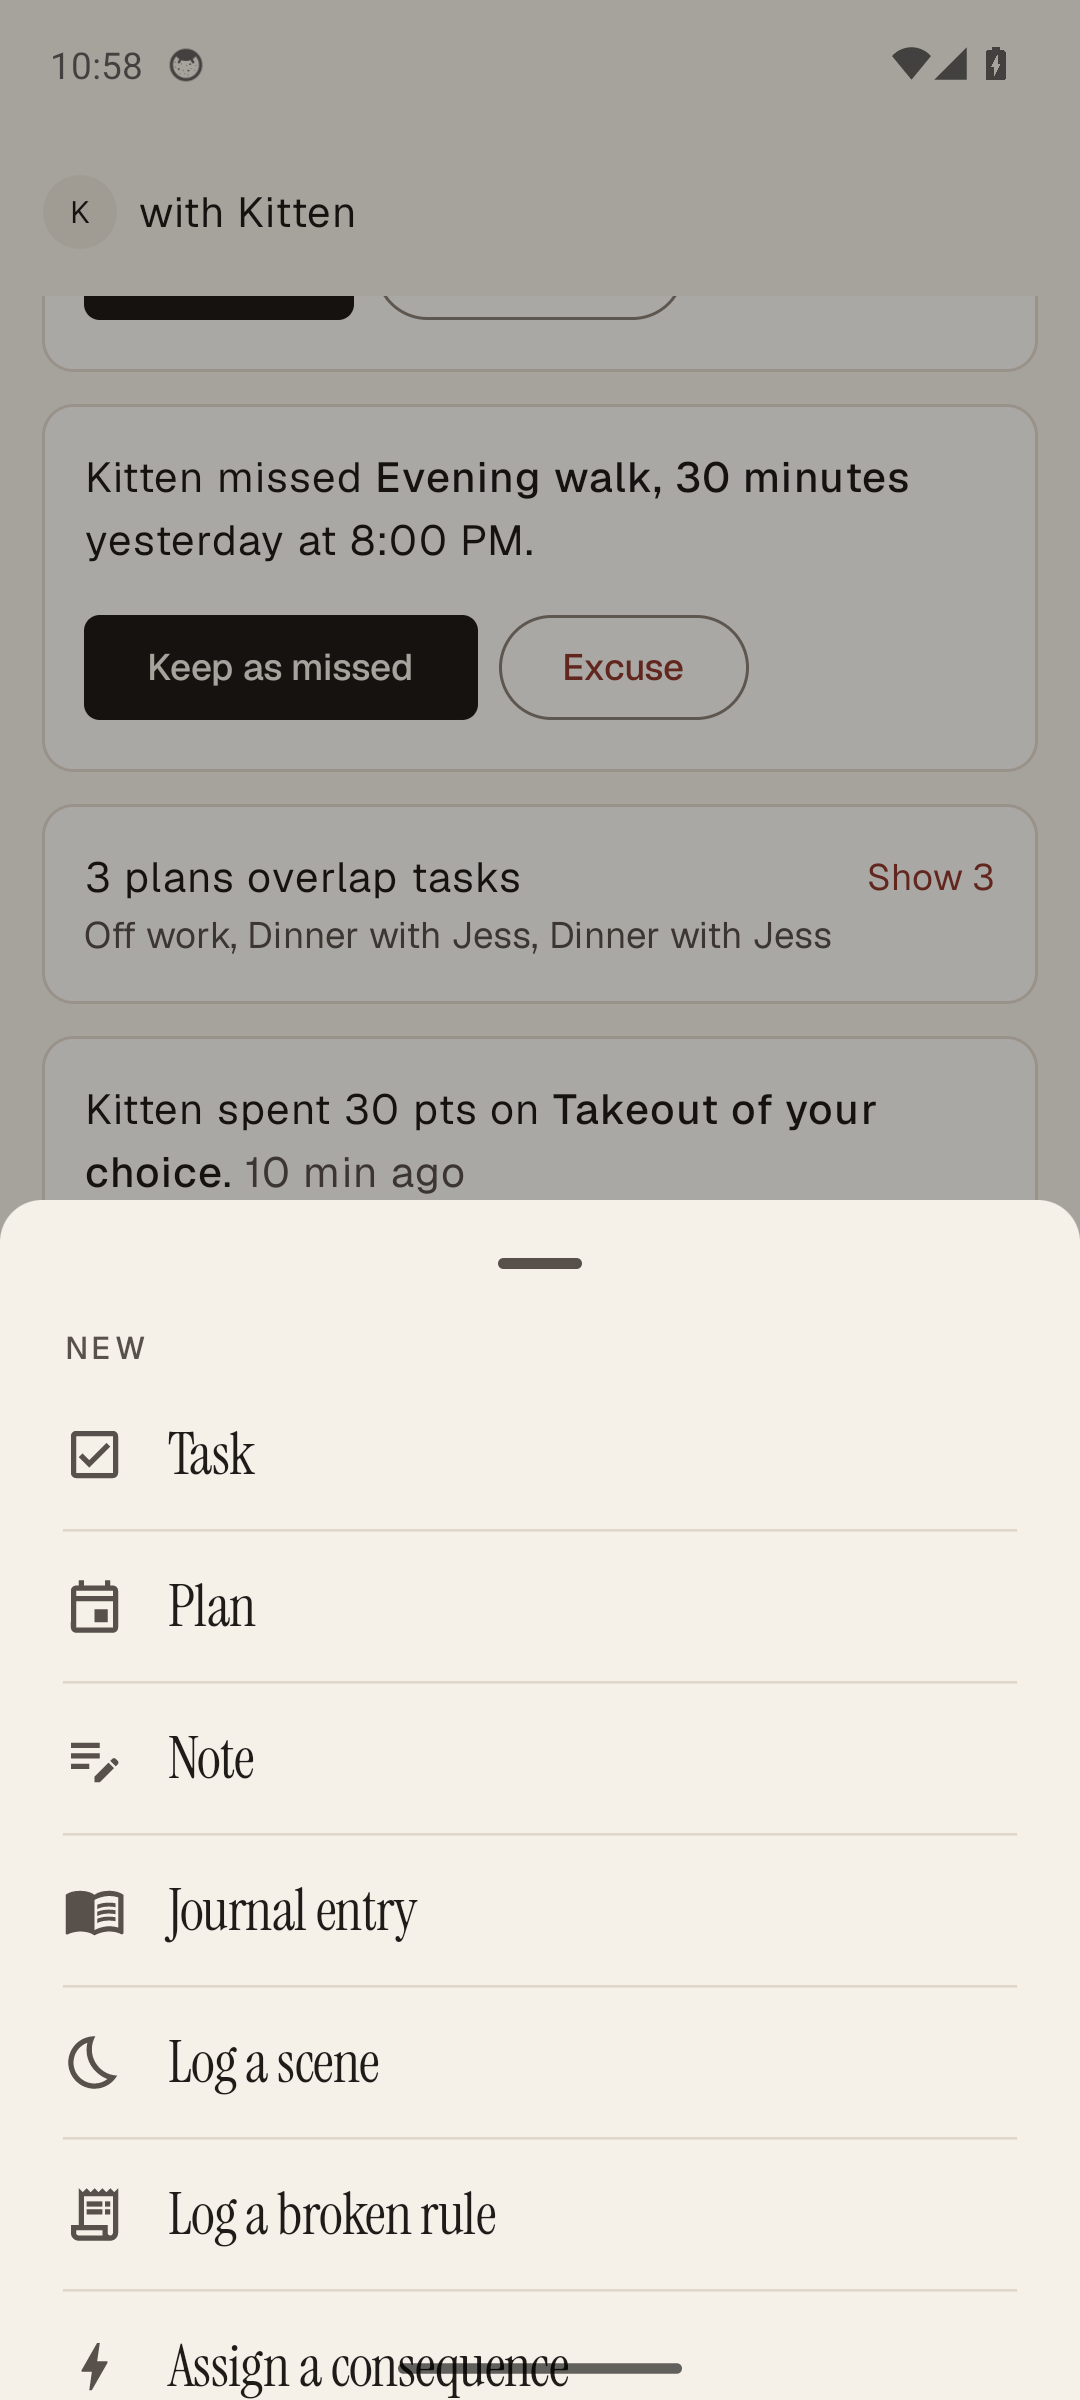 10:58
K
with Kitten
Kitten missed Evening walk, 30 minutes
yesterday at 8:00 PM.
Keep as missed
Excuse
3 plans overlap tasks
Show 3
Off work, Dinner with Jess, Dinner with Jess
Kitten spent 30 pts on Takeout of your
choice. 10 min ago
NEW
Task
Plan
Note
Journal entry
Log a scene
Log a broken rule
Assign a consequence